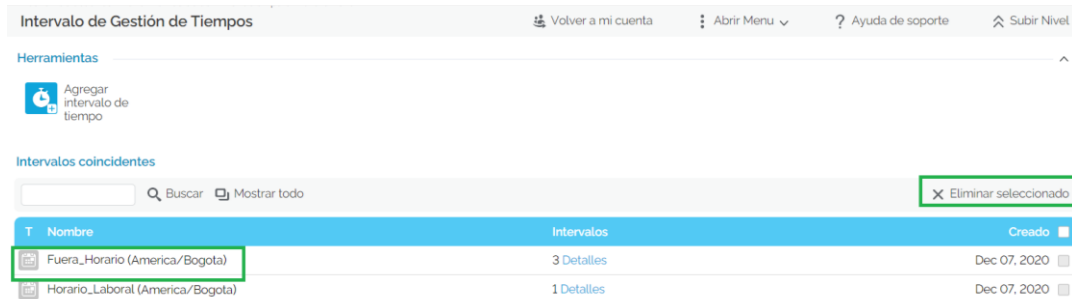 Intervalo de Gestión de Tiempos
Volver a mi cuenta
Abrir Menu
? Ayuda de soporte
Subir Nivel
Herramientas
Agregar
intervalo de
tiempo
Intervalos coincidentes
Buscar
Mostrar todo
Eliminar seleccionado
T Nombre Intervalos Creado
Fuera_Horario (America/Bogota) 3 Detalles Dec 07, 2020
Horario_Laboral (America/Bogota) 1 Detalles Dec 07, 2020